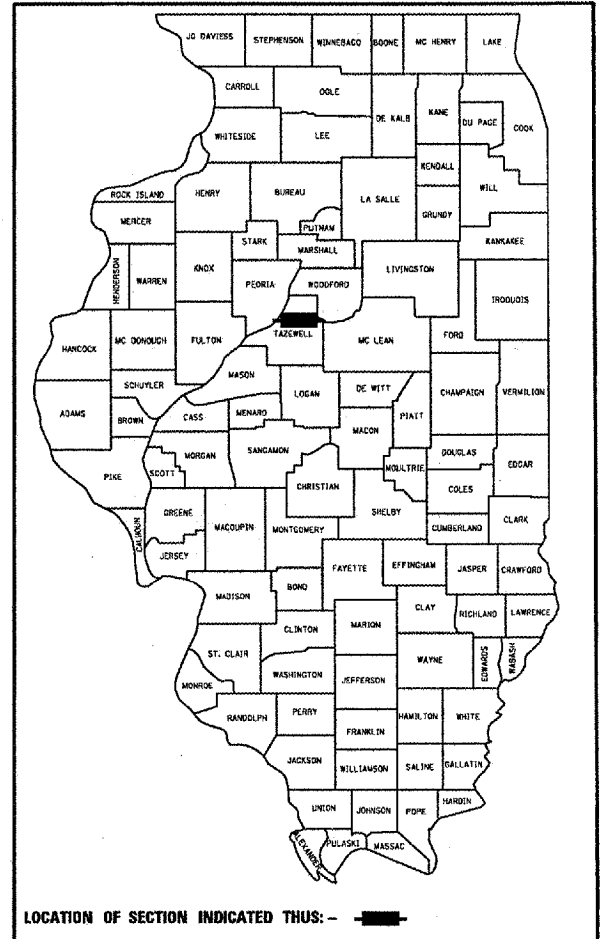 JO DAVIESS STEPHENSON WINNEBAGO BOONE MC HENRY LAKE
CARROLL OGLE DE KALB KANE DU PAGE COOK
WHITESIDE LEE
KENDALL WILL
ROCK ISLAND HENRY BUREAU LA SALLE GRUNDY
MERCER PUTNAM
STARK MARSHALL KANKAKEE
HENDERSON WARREN KNOX PEORIA WOODFORD LIVINGSTON IROQUOIS
FORD
HANCOCK MC DONOUGH FULTON TAZEWELL MC LEAN
SCHUYLER MASON
ADAMS BROWN CASS MENARD LOGAN DE WITT PIATT CHAMPAIGN VERMILION
MACON
PIKE SCOTT MORGAN SANGAMON CHRISTIAN MOULTRIE DOUGLAS EDGAR
COLES
CALHOUN GREENE MACOUPIN MONTGOMERY SHELBY CUMBERLAND CLARK
JERSEY
MADISON BOND FAYETTE EFFINGHAM JASPER CRAWFORD
CLINTON MARION CLAY RICHLAND LAWRENCE
ST. CLAIR WASHINGTON JEFFERSON WAYNE EDWARDS WABASH
MONROE
RANDOLPH PERRY FRANKLIN HAMILTON WHITE
JACKSON WILLIAMSON SALINE GALLATIN
UNION JOHNSON POPE HARDIN
ALEXANDER PULASKI MASSAC
LOCATION OF SECTION INDICATED THUS: -